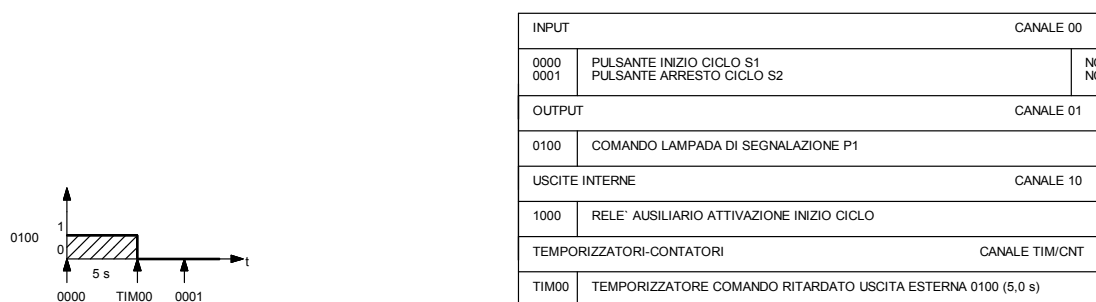 INPUT CANALE 00
0000 PULSANTE INIZIO CICLO S1
0001 PULSANTE ARRESTO CICLO S2
OUTPUT CANALE 01
0100 COMANDO LAMPADA DI SEGNALAZIONE P1
USCITE INTERNE CANALE 10
1000 RELE` AUSILIARIO ATTIVAZIONE INIZIO CICLO
TEMPORIZZATORI-CONTATORI CANALE TIM/CNT
TIM00 TEMPORIZZATORE COMANDO RITARDATO USCITA ESTERNA 0100 (5,0 s)
1
0100
0
t
5 s
0000 TIM00 0001